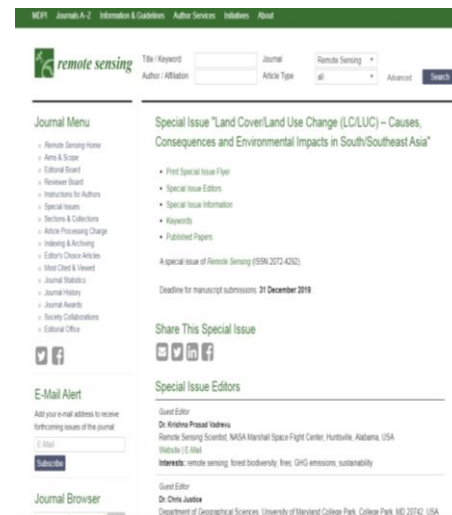 MDPI Journals A-Z Information & Guidelines Author Services Initiatives About
remote sensing
Title / Keyword
Journal
Remote Sensing
Author / Affiliation
Article Type
all
Advanced
Search
Journal Menu
Remote Sensing Home
Aims & Scope
Editorial Board
Reviewer Board
Instructions for Authors
Special Issues
Sections & Collections
Article Processing Charge
Indexing & Archiving
Editor's Choice Articles
Most Cited & Viewed
Journal Statistics
Journal History
Journal Awards
Society Collaborations
Editorial Office
E-Mail Alert
Add your e-mail address to receive
forthcoming issues of the journal:
E-Mail
Subscribe
Journal Browser
Special Issue "Land Cover/Land Use Change (LC/LUC) – Causes,
Consequences and Environmental Impacts in South/Southeast Asia"
Print Special Issue Flyer
Special Issue Editors
Special Issue Information
Keywords
Published Papers
A special issue of Remote Sensing (ISSN 2072-4292).
Deadline for manuscript submissions: 31 December 2019
Share This Special Issue
Special Issue Editors
Guest Editor
Dr. Krishna Prasad Vadrevu
Remote Sensing Scientist, NASA Marshall Space Flight Center, Huntsville, Alabama, USA
Website | E-Mail
Interests: remote sensing; forest biodiversity; fires; GHG emissions; sustainability
Guest Editor
Dr. Chris Justice
Department of Geographical Sciences, University of Maryland College Park, College Park, MD 20742, USA